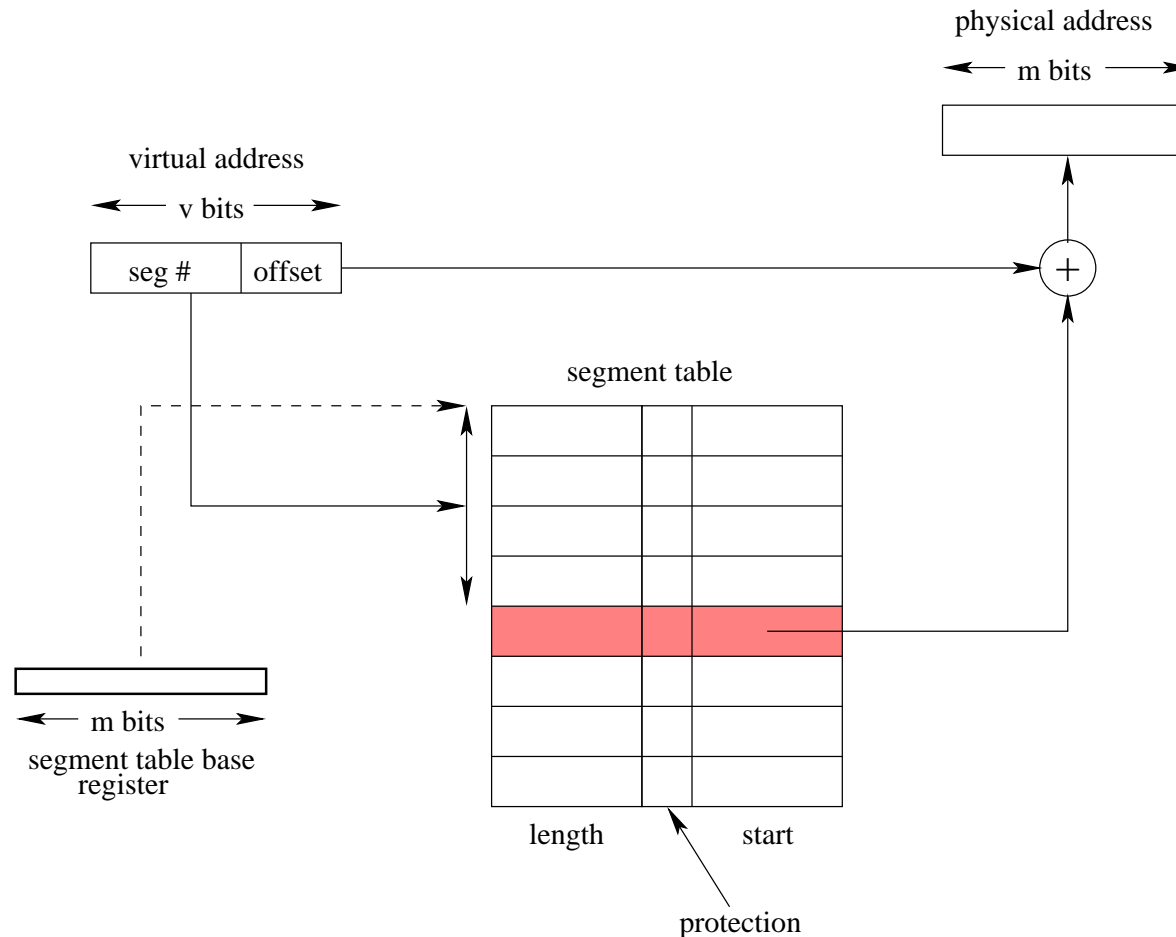 physical address
m bits
virtual address
v bits
seg #
offset
+
segment table
m bits
segment table base
register
length
start
protection